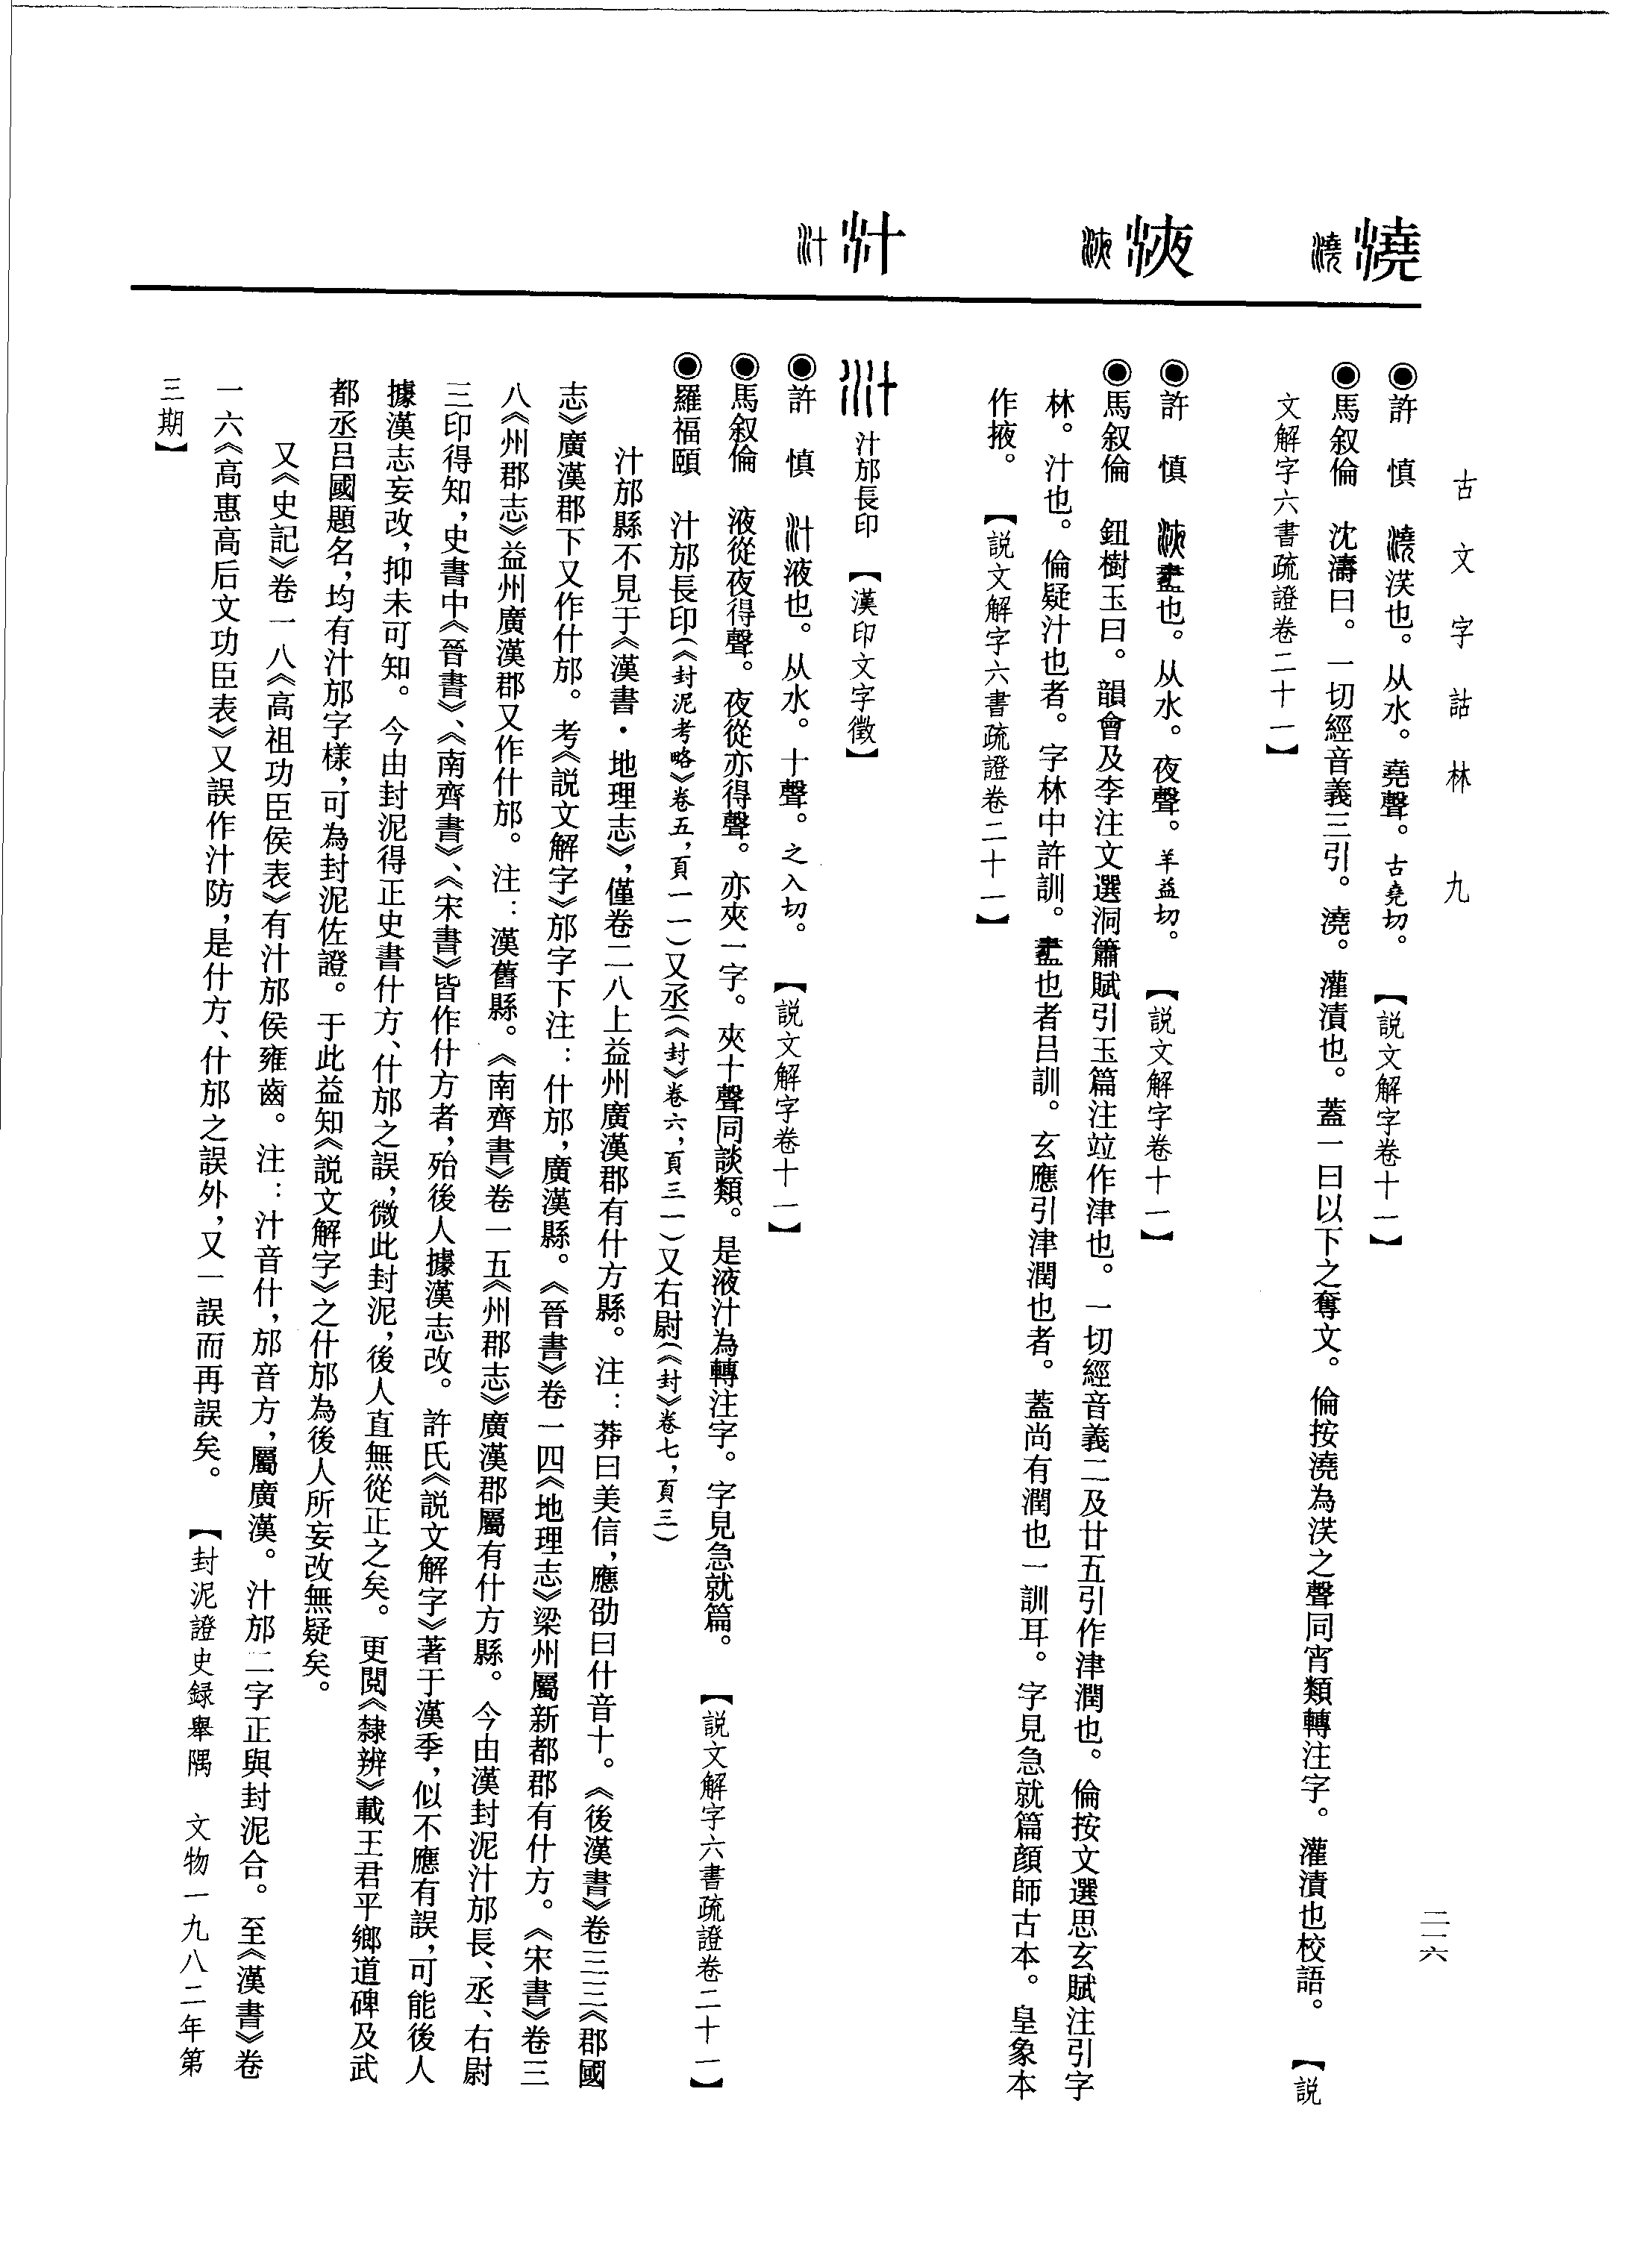 古文字詁林　九
二一六
澆
◉許　慎　澆渶也。从水。堯聲。古堯切。【説文解字卷十一】
◉馬叙倫　沈濤曰。一切經音義三引。澆。灌漬也。蓋一曰以下之奪文。倫按澆為渶之聲同宵類轉注字。灌漬也校語。【説
文解字六書疏證卷二十一】
液
◉許　慎　液𧗁也。从水。夜聲。羊益切。【説文解字卷十一】
◉馬叙倫　鈕樹玉曰。韻會及李注文選洞簫賦引玉篇注竝作津也。一切經音義二及廿五引作津潤也。倫按文選思玄賦注引字
林。汁也。倫疑汁也者。字林中許訓。𧗁也者吕訓。玄應引津潤也者。蓋尚有潤也一訓耳。字見急就篇顔師古本。皇象本
作掖。【説文解字六書疏證卷二十一】
汁
汁邡長印【漢印文字徵】
◉許　慎　汁液也。从水。十聲。之入切。【説文解字卷十一】
◉馬叙倫　液從夜得聲。夜從亦得聲。亦夾一字。夾十聲同談類。是液汁為轉注字。字見急就篇。【説文解字六書疏證卷二十一】
◉羅福頤　汁邡長印(《封泥考略》卷五，頁一一)又丞(《封》卷六，頁三一)又右尉(《封》卷七，頁三)
汁邡縣不見于《漢書·地理志》，僅卷二八上益州廣漢郡有什方縣。注：莽曰美信，應劭曰什音十。《後漢書》卷三三《郡國
志》廣漢郡下又作什邡。考《説文解字》邡字下注：什邡，廣漢縣。《晉書》卷一四《地理志》梁州屬新都郡有什方。《宋書》卷三
八《州郡志》益州廣漢郡又作什邡。注：漢舊縣。《南齊書》卷一五《州郡志》廣漢郡屬有什方縣。今由漢封泥汁邡長、丞、右尉
三印得知，史書中《晉書》、《南齊書》、《宋書》皆作什方者，殆後人據漢志改。許氏《説文解字》著于漢季，似不應有誤，可能後人
據漢志妄改，抑未可知。今由封泥得正史書什方、什邡之誤，微此封泥，後人直無從正之矣。更閲《隸辨》載王君平鄉道碑及武
都丞吕國題名，均有汁邡字樣，可為封泥佐證。于此益知《説文解字》之什邡為後人所妄改無疑矣。
又《史記》卷一八《高祖功臣侯表》有汁邡侯雍齒。注：汁音什，邡音方，屬廣漢。汁邡二字正與封泥合。至《漢書》卷
一六《高惠高后文功臣表》又誤作汁防，是什方、什邡之誤外，又一誤而再誤矣。【封泥證史録舉隅　文物一九八二年第
三期】